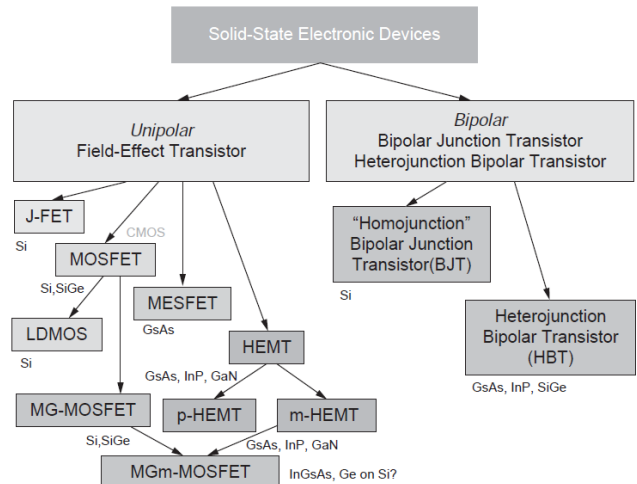 Solid-State Electronic Devices
Unipolar
Field-Effect Transistor
Bipolar
Bipolar Junction Transistor
Heterojunction Bipolar Transistor
J-FET
Si
CMOS
MOSFET
Si,SiGe
LDMOS
Si
MESFET
GsAs
HEMT
GsAs, InP, GaN
p-HEMT
m-HEMT
GsAs, InP, GaN
MG-MOSFET
Si,SiGe
MGm-MOSFET
InGsAs, Ge on Si?
“Homojunction”
Bipolar Junction
Transistor(BJT)
Si
Heterojunction
Bipolar Transistor
(HBT)
GsAs, InP, SiGe